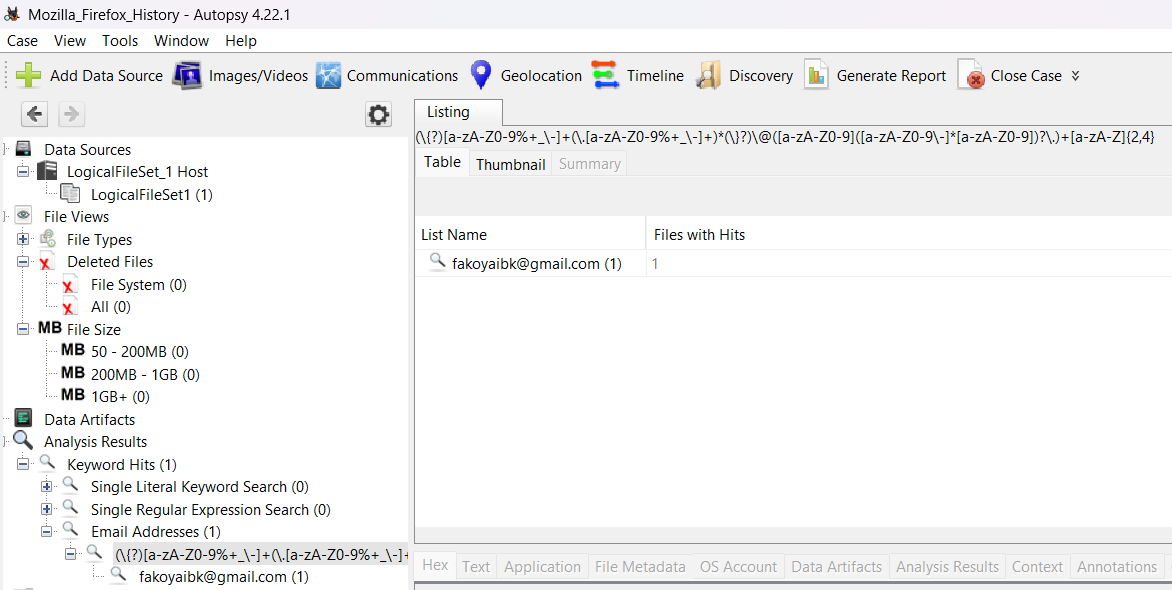 Mozilla_Firefox_History - Autopsy 4.22.1
Case View Tools Window Help
Add Data Source Images/Videos Communications Geolocation Timeline Discovery Generate Report Close Case
Listing
(\{?)[a-zA-Z0-9%+_\-]+(\.[a-zA-Z0-9%+_\-]+)*(\}?)\@([a-zA-Z0-9]([a-zA-Z0-9\-]*[a-zA-Z0-9])?\.)+[a-zA-Z]{2,4}
Table Thumbnail Summary
List Name Files with Hits
fakoyaibk@gmail.com (1) 1
Data Sources
LogicalFileSet_1 Host
LogicalFileSet1 (1)
File Views
File Types
Deleted Files
File System (0)
All (0)
MB File Size
MB 50 - 200MB (0)
MB 200MB - 1GB (0)
MB 1GB+ (0)
Data Artifacts
Analysis Results
Keyword Hits (1)
Single Literal Keyword Search (0)
Single Regular Expression Search (0)
Email Addresses (1)
(\{?)[a-zA-Z0-9%+_\-]+(\.[a-zA-Z0-9%+_\-]+
fakoyaibk@gmail.com (1)
Hex Text Application File Metadata OS Account Data Artifacts Analysis Results Context Annotations